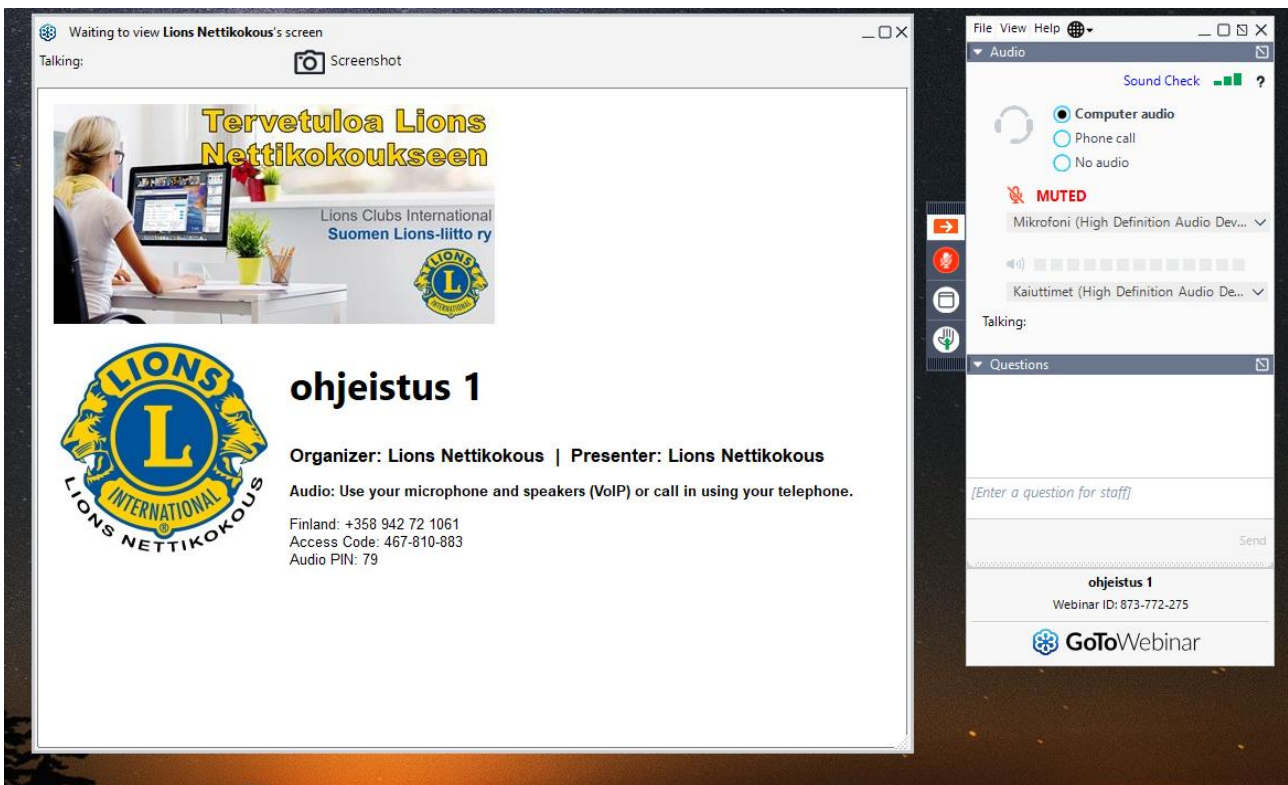 Waiting to view Lions Nettikokous's screen
Talking:
Screenshot
Tervetuloa Lions
Nettikokoukseen
Lions Clubs International
Suomen Lions-liitto ry
LIONS
L
INTERNATIONAL
LIONS
L
INTERNATIONAL
®
LIONS NETTIKOKOUS
ohjeistus 1
Organizer: Lions Nettikokous | Presenter: Lions Nettikokous
Audio: Use your microphone and speakers (VoIP) or call in using your telephone.
Finland: +358 942 72 1061
Access Code: 467-810-883
Audio PIN: 79
File View Help
Audio
Sound Check ?
Computer audio
Phone call
No audio
MUTED
Mikrofoni (High Definition Audio Dev...
Kaiuttimet (High Definition Audio De...
Talking:
Questions
[Enter a question for staff]
Send
ohjeistus 1
Webinar ID: 873-772-275
GoToWebinar